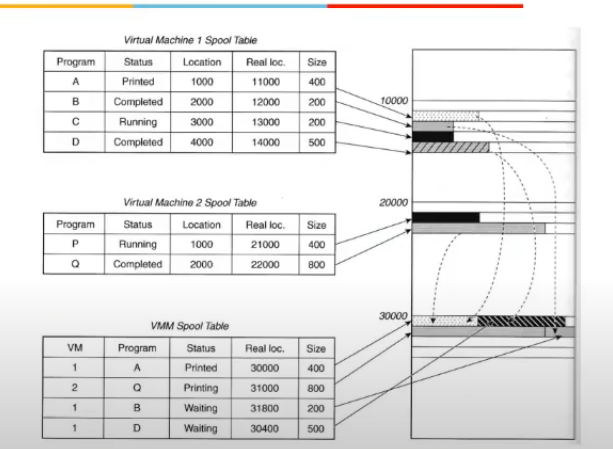 Virtual Machine 1 Spool Table
Program Status Location Real loc. Size
A Printed 1000 11000 400
B Completed 2000 12000 200
C Running 3000 13000 200
D Completed 4000 14000 500
10000
Virtual Machine 2 Spool Table
20000
Program Status Location Real loc. Size
P Running 1000 21000 400
Q Completed 2000 22000 800
30000
VMM Spool Table
VM Program Status Real loc. Size
1 A Printed 30000 400
2 Q Printing 31000 800
1 B Waiting 31800 200
1 D Waiting 30400 500